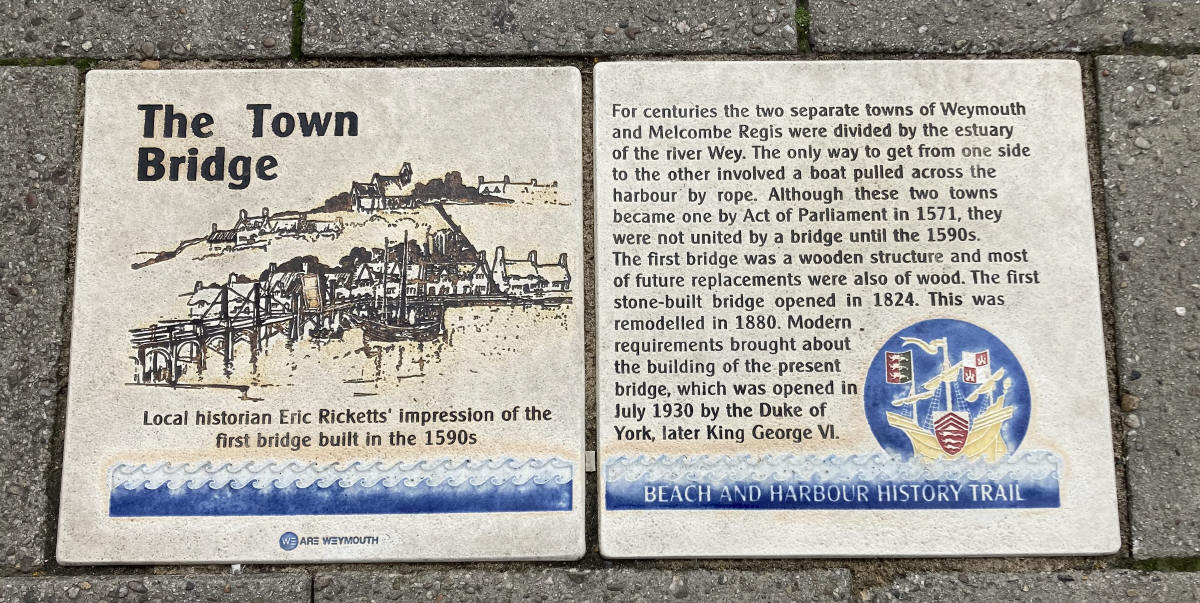 The Town
Bridge
Local historian Eric Ricketts' impression of the
first bridge built in the 1590s
WE ARE WEYMOUTH
For centuries the two separate towns of Weymouth
and Melcombe Regis were divided by the estuary
of the river Wey. The only way to get from one side
to the other involved a boat pulled across the
harbour by rope. Although these two towns
became one by Act of Parliament in 1571, they
were not united by a bridge until the 1590s.
The first bridge was a wooden structure and most
of future replacements were also of wood. The first
stone-built bridge opened in 1824. This was
remodelled in 1880. Modern
requirements brought about
the building of the present
bridge, which was opened in
July 1930 by the Duke of
York, later King George VI.
BEACH AND HARBOUR HISTORY TRAIL